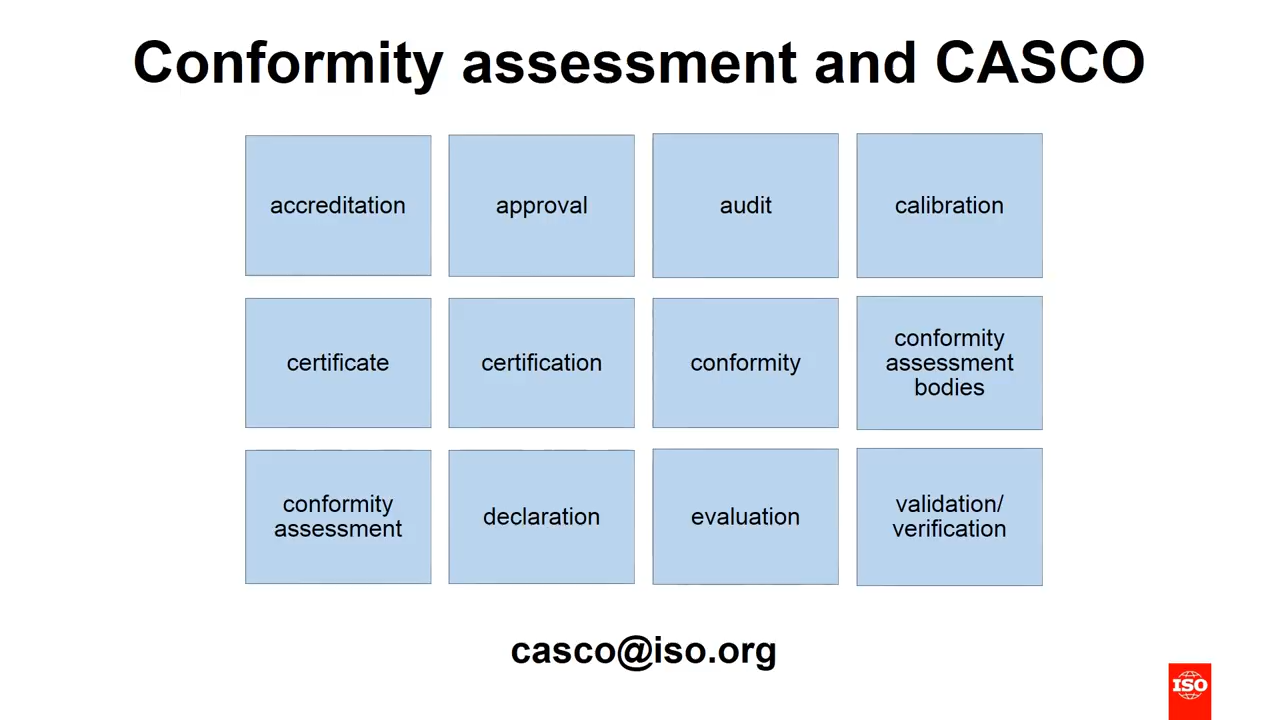 Conformity assessment and CASCO
accreditation
approval
audit
calibration
certificate
certification
conformity
conformity
assessment
bodies
conformity
assessment
declaration
evaluation
validation/
verification
casco@iso.org
ISO